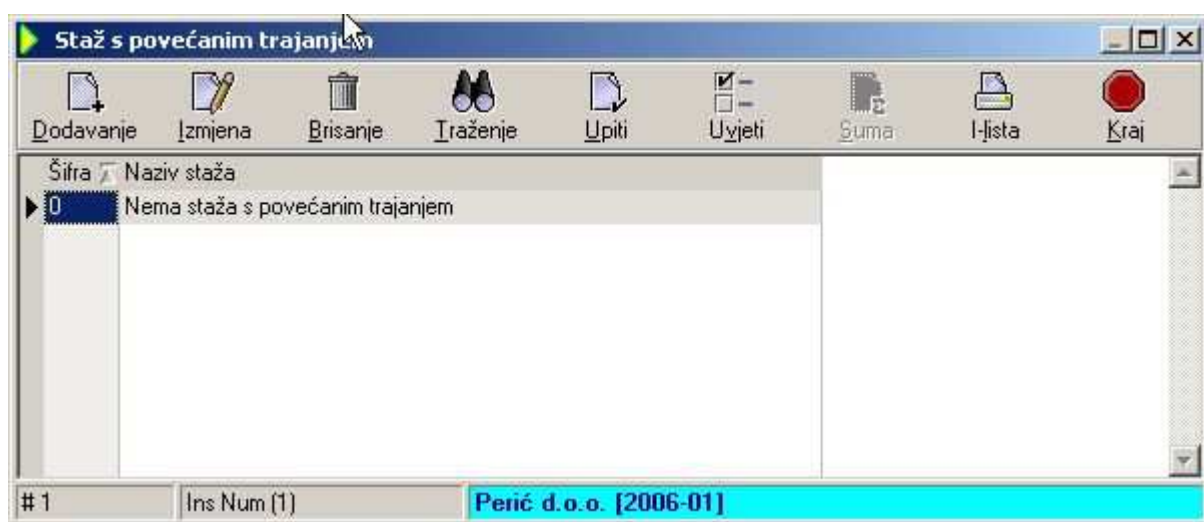 Staž s povećanim trajanjem
Dodavanje Izmjena Brisanje Traženje Upiti Uvjeti Suma I-lista Kraj
Šifra Naziv staža
0 Nema staža s povećanim trajanjem
# 1 Ins Num (1) Perić d.o.o. [2006-01]